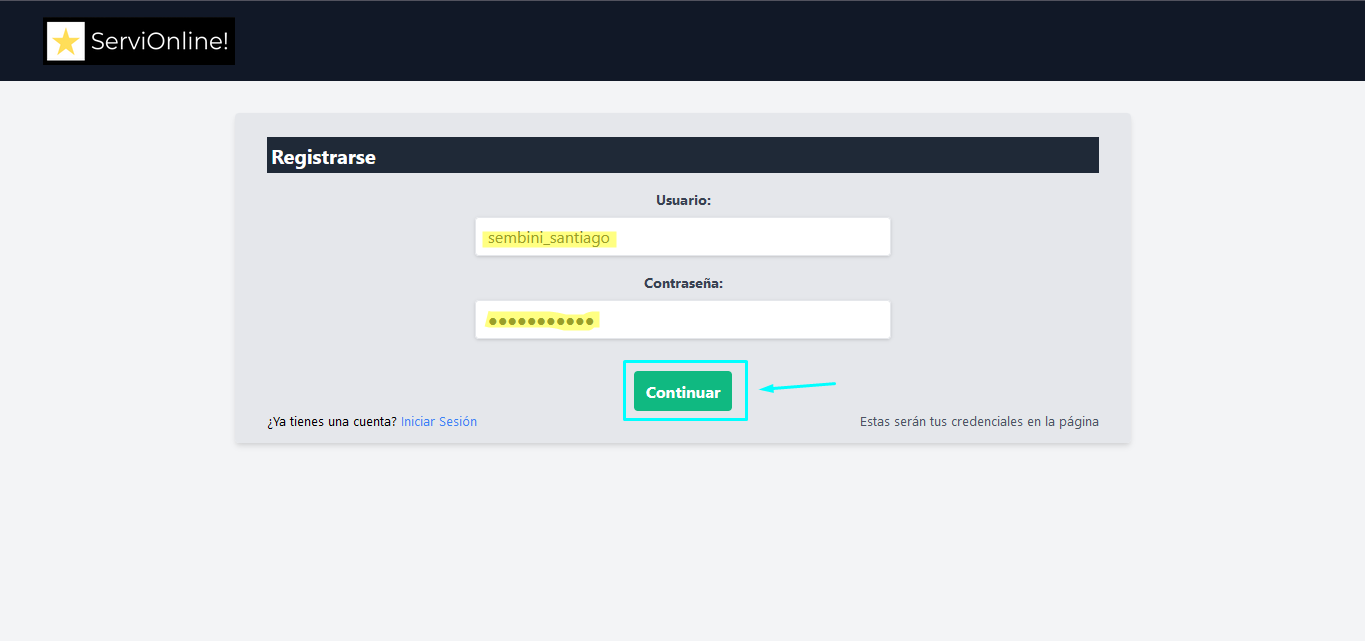 ServiOnline!
Registrarse
Usuario:
sembini_santiago
Contraseña:
●●●●●●●●●●●
Continuar
¿Ya tienes una cuenta? Iniciar Sesión
Estas serán tus credenciales en la página